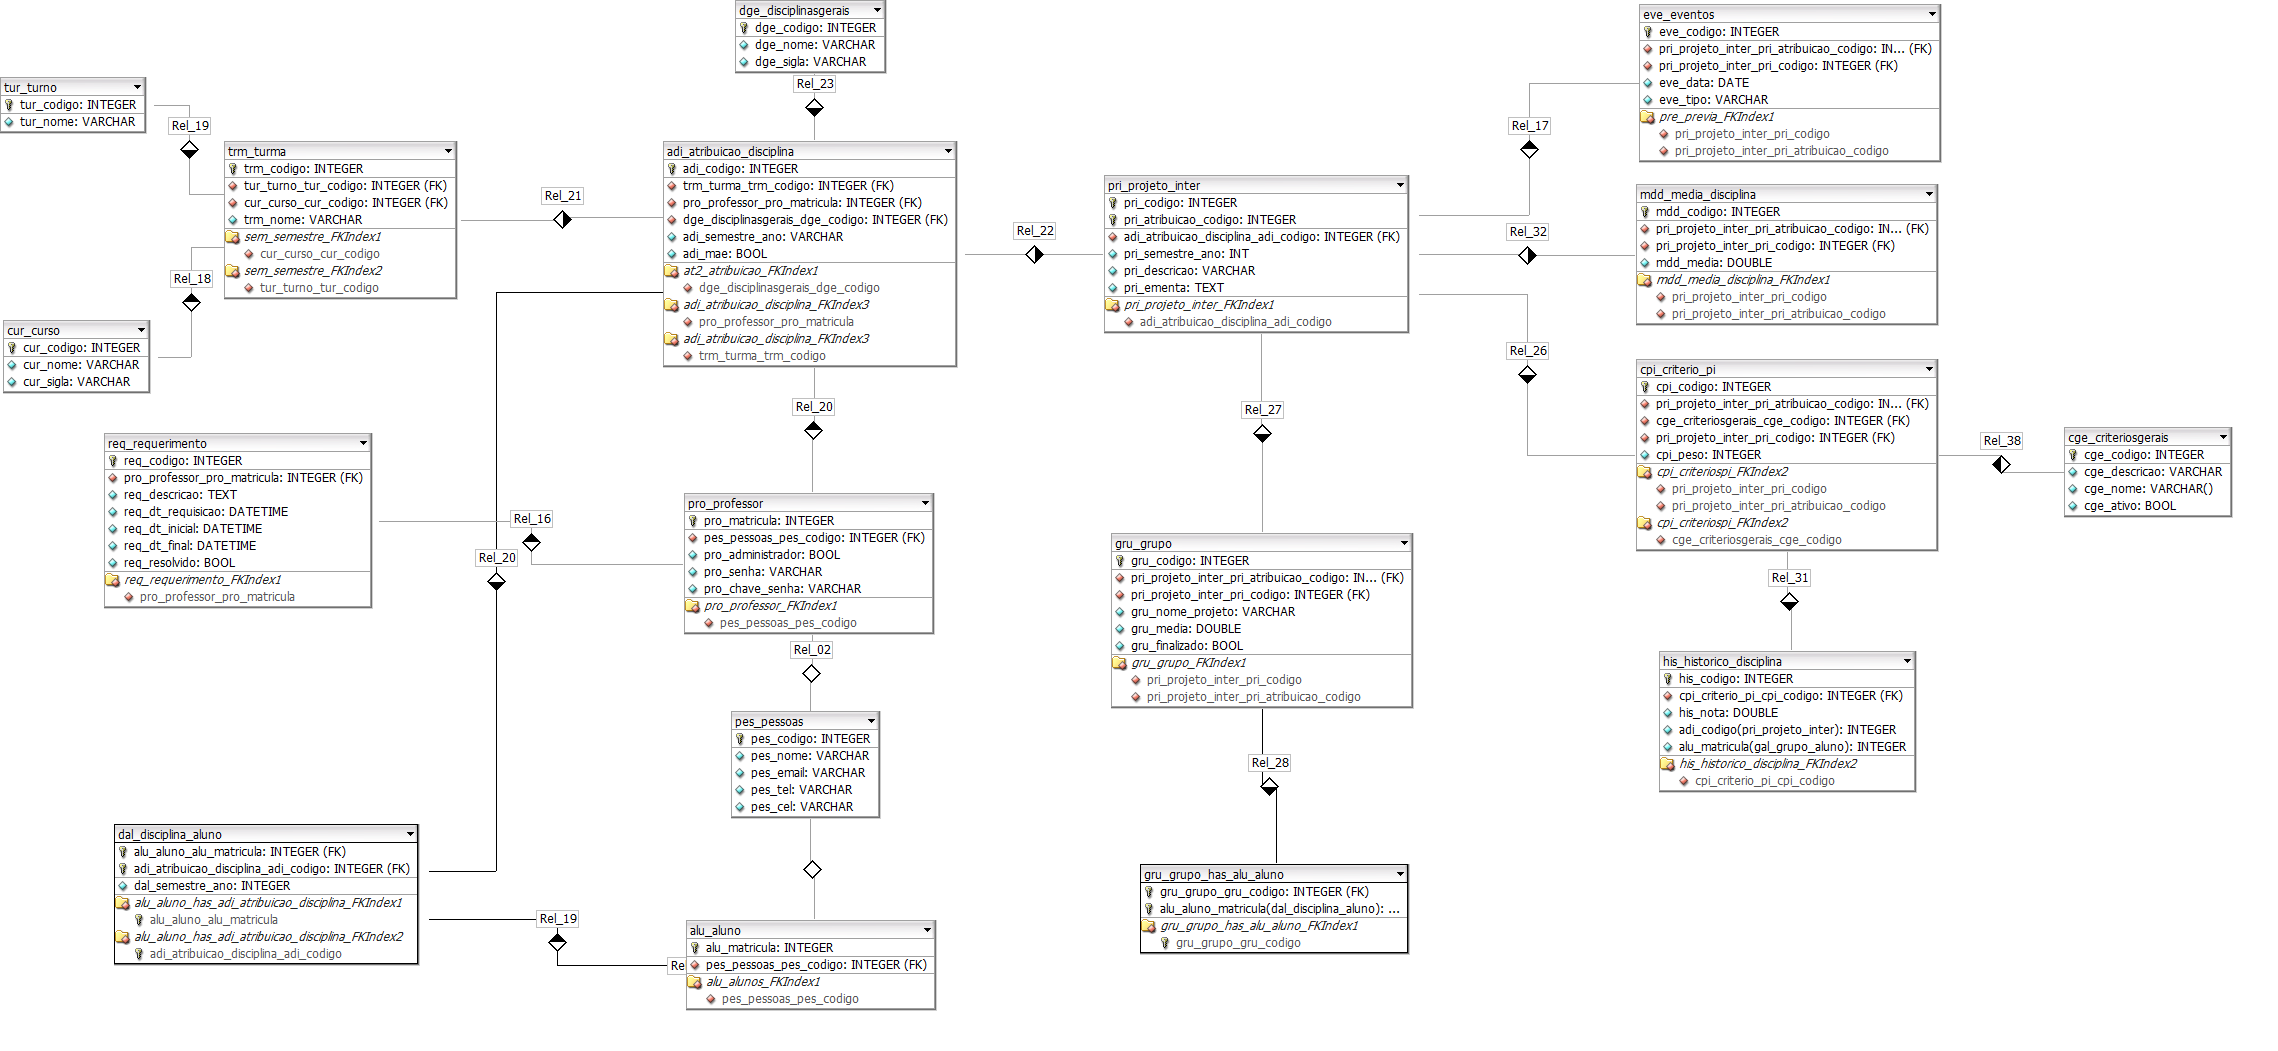 dge_disciplinasgerais
dge_codigo: INTEGER
dge_nome: VARCHAR
dge_sigla: VARCHAR
Rel_23
tur_turno
tur_codigo: INTEGER
tur_nome: VARCHAR
Rel_19
trm_turma
trm_codigo: INTEGER
tur_turno_tur_codigo: INTEGER (FK)
cur_curso_cur_codigo: INTEGER (FK)
trm_nome: VARCHAR
sem_semestre_FKIndex1
cur_curso_cur_codigo
sem_semestre_FKIndex2
tur_turno_tur_codigo
Rel_18
cur_curso
cur_codigo: INTEGER
cur_nome: VARCHAR
cur_sigla: VARCHAR
Rel_21
adi_atribuicao_disciplina
adi_codigo: INTEGER
trm_turma_trm_codigo: INTEGER (FK)
pro_professor_pro_matricula: INTEGER (FK)
dge_disciplinasgerais_dge_codigo: INTEGER (FK)
adi_semestre_ano: VARCHAR
adi_mae: BOOL
at2_atribuicao_FKIndex1
dge_disciplinasgerais_dge_codigo
adi_atribuicao_disciplina_FKIndex3
pro_professor_pro_matricula
adi_atribuicao_disciplina_FKIndex3
trm_turma_trm_codigo
Rel_22
pri_projeto_inter
pri_codigo: INTEGER
pri_atribuicao_codigo: INTEGER
adi_atribuicao_disciplina_adi_codigo: INTEGER (FK)
pri_semestre_ano: INT
pri_descricao: VARCHAR
pri_ementa: TEXT
pri_projeto_inter_FKIndex1
adi_atribuicao_disciplina_adi_codigo
Rel_17
eve_eventos
eve_codigo: INTEGER
pri_projeto_inter_pri_atribuicao_codigo: IN... (FK)
pri_projeto_inter_pri_codigo: INTEGER (FK)
eve_data: DATE
eve_tipo: VARCHAR
pre_previa_FKIndex1
pri_projeto_inter_pri_codigo
pri_projeto_inter_pri_atribuicao_codigo
Rel_32
mdd_media_disciplina
mdd_codigo: INTEGER
pri_projeto_inter_pri_atribuicao_codigo: IN... (FK)
pri_projeto_inter_pri_codigo: INTEGER (FK)
mdd_media: DOUBLE
mdd_media_disciplina_FKIndex1
pri_projeto_inter_pri_codigo
pri_projeto_inter_pri_atribuicao_codigo
Rel_26
cpi_criterio_pi
cpi_codigo: INTEGER
pri_projeto_inter_pri_atribuicao_codigo: IN... (FK)
cge_criteriosgerais_cge_codigo: INTEGER (FK)
pri_projeto_inter_pri_codigo: INTEGER (FK)
cpi_peso: INTEGER
cpi_criteriospi_FKIndex2
pri_projeto_inter_pri_codigo
pri_projeto_inter_pri_atribuicao_codigo
cpi_criteriospi_FKIndex2
cge_criteriosgerais_cge_codigo
Rel_38
cge_criteriosgerais
cge_codigo: INTEGER
cge_descricao: VARCHAR
cge_nome: VARCHAR()
cge_ativo: BOOL
Rel_31
his_historico_disciplina
his_codigo: INTEGER
cpi_criterio_pi_cpi_codigo: INTEGER (FK)
his_nota: DOUBLE
adi_codigo(pri_projeto_inter): INTEGER
alu_matricula(gal_grupo_aluno): INTEGER
his_historico_disciplina_FKIndex2
cpi_criterio_pi_cpi_codigo
Rel_20
req_requerimento
req_codigo: INTEGER
pro_professor_pro_matricula: INTEGER (FK)
req_descricao: TEXT
req_dt_requisicao: DATETIME
req_dt_inicial: DATETIME
req_dt_final: DATETIME
req_resolvido: BOOL
req_requerimento_FKIndex1
pro_professor_pro_matricula
Rel_16
Rel_20
pro_professor
pro_matricula: INTEGER
pes_pessoas_pes_codigo: INTEGER (FK)
pro_administrador: BOOL
pro_senha: VARCHAR
pro_chave_senha: VARCHAR
pro_professor_FKIndex1
pes_pessoas_pes_codigo
Rel_02
pes_pessoas
pes_codigo: INTEGER
pes_nome: VARCHAR
pes_email: VARCHAR
pes_tel: VARCHAR
pes_cel: VARCHAR
Rel_27
gru_grupo
gru_codigo: INTEGER
pri_projeto_inter_pri_atribuicao_codigo: IN... (FK)
pri_projeto_inter_pri_codigo: INTEGER (FK)
gru_nome_projeto: VARCHAR
gru_media: DOUBLE
gru_finalizado: BOOL
gru_grupo_FKIndex1
pri_projeto_inter_pri_codigo
pri_projeto_inter_pri_atribuicao_codigo
Rel_28
gru_grupo_has_alu_aluno
gru_grupo_gru_codigo: INTEGER (FK)
alu_aluno_matricula(dal_disciplina_aluno): ...
gru_grupo_has_alu_aluno_FKIndex1
gru_grupo_gru_codigo
dal_disciplina_aluno
alu_aluno_alu_matricula: INTEGER (FK)
adi_atribuicao_disciplina_adi_codigo: INTEGER (FK)
dal_semestre_ano: INTEGER
alu_aluno_has_adi_atribuicao_disciplina_FKIndex1
alu_aluno_alu_matricula
alu_aluno_has_adi_atribuicao_disciplina_FKIndex2
adi_atribuicao_disciplina_adi_codigo
Rel_19
Re
alu_aluno
alu_matricula: INTEGER
pes_pessoas_pes_codigo: INTEGER (FK)
alu_alunos_FKIndex1
pes_pessoas_pes_codigo